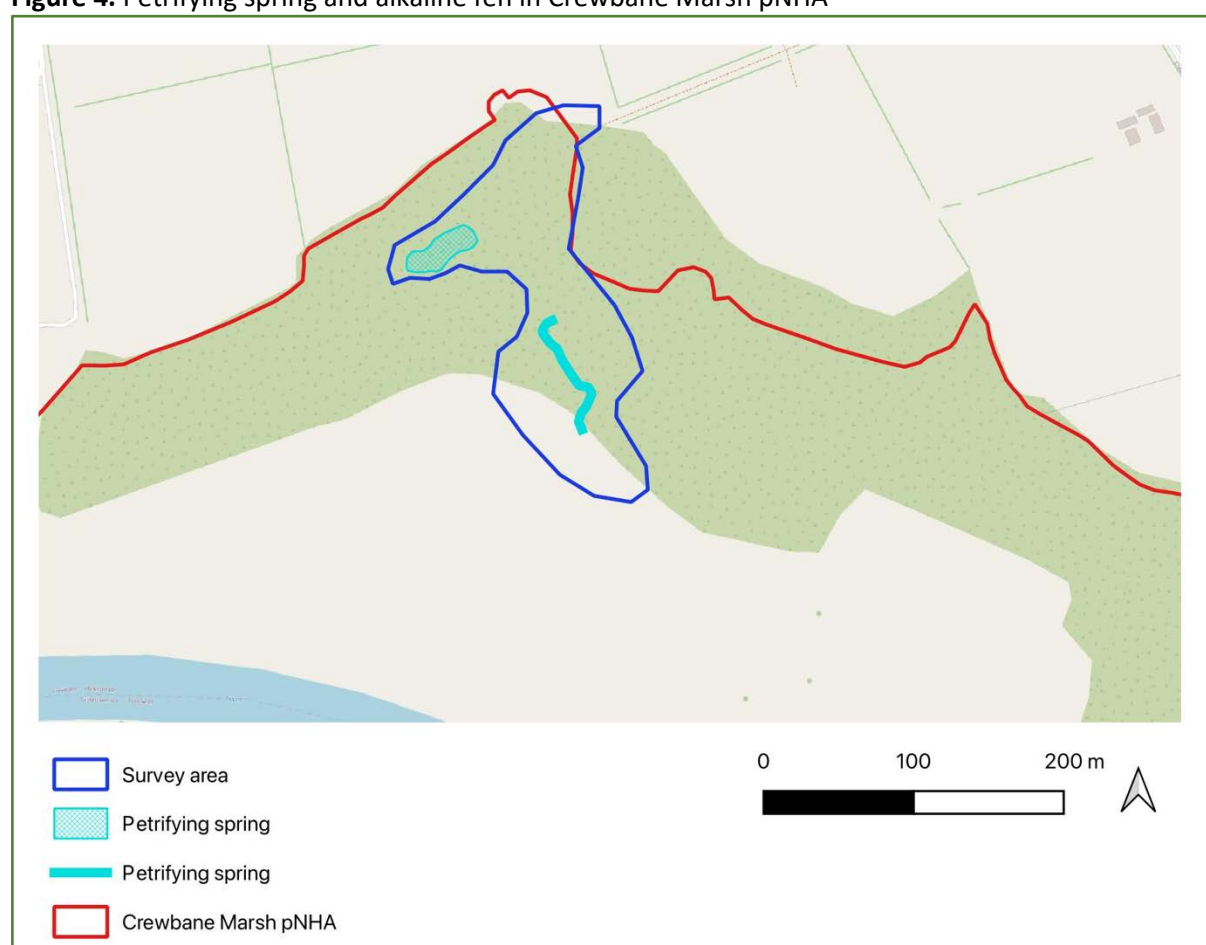 Figure 4. Petrifying spring and alkaline fen in Crewbane Marsh pNHA
Survey area
Petrifying spring
Petrifying spring
Crewbane Marsh pNHA
0 100 200 m